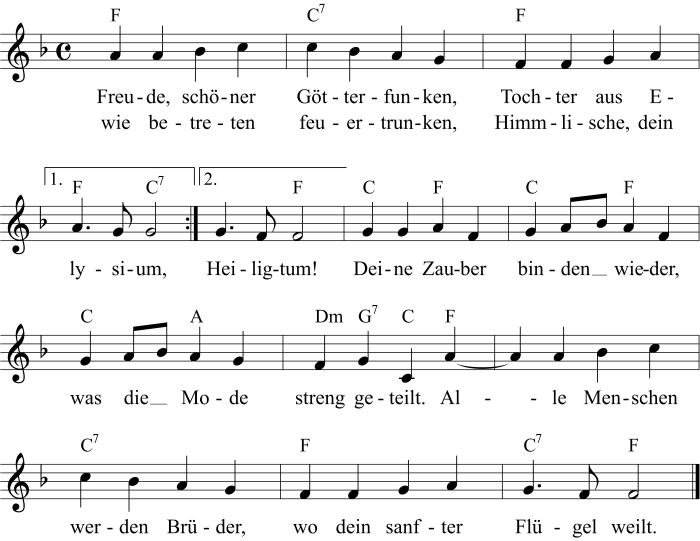 F C7 F
Freu - de, schö - ner Göt - ter - fun - ken, Toch - ter aus E -
wie be - tre - ten feu - er - trun - ken, Himm - li - sche, dein
1. 2.
F C7 F C F C F
ly - si - um, Hei - lig - tum! Dei - ne Zau - ber bin - den wie - der,
C A Dm G7 C F
was die Mo - de streng ge - teilt. Al - - le Men - schen
C7 F C7 F
wer - den Brü - der, wo dein sanf - ter Flü - gel weilt.